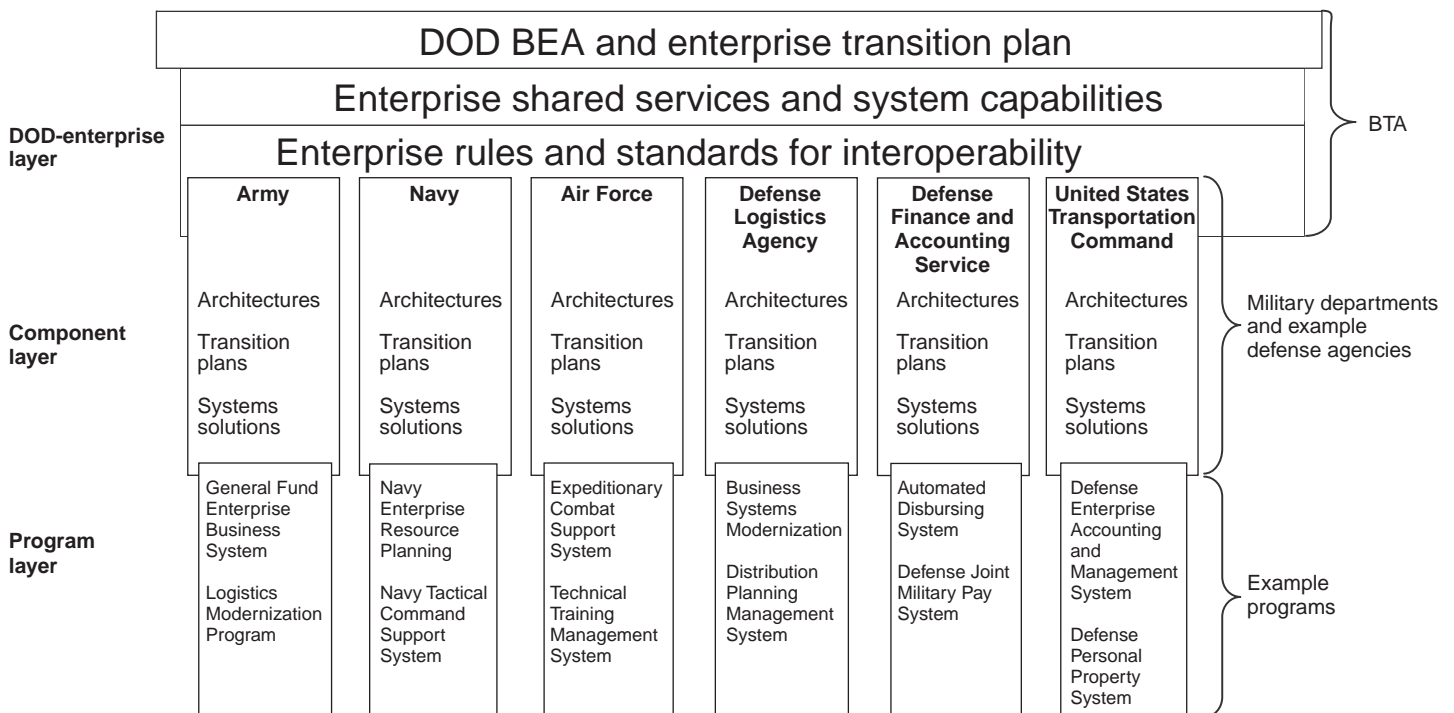 DOD BEA and enterprise transition plan
Enterprise shared services and system capabilities
DOD-enterprise
layer
BTA
Enterprise rules and standards for interoperability
Army
Navy
Air Force
Defense
Logistics
Agency
Defense
Finance and
Accounting
Service
United States
Transportation
Command
Component
layer
Architectures
Transition
plans
Systems
solutions
Architectures
Transition
plans
Systems
solutions
Architectures
Transition
plans
Systems
solutions
Architectures
Transition
plans
Systems
solutions
Architectures
Transition
plans
Systems
solutions
Architectures
Transition
plans
Systems
solutions
Military departments
and example
defense agencies
Program
layer
General Fund
Enterprise
Business
System
Logistics
Modernization
Program
Navy
Enterprise
Resource
Planning
Navy Tactical
Command
Support
System
Expeditionary
Combat
Support
System
Technical
Training
Management
System
Business
Systems
Modernization
Distribution
Planning
Management
System
Automated
Disbursing
System
Defense Joint
Military Pay
System
Defense
Enterprise
Accounting
and
Management
System
Defense
Personal
Property
System
Example
programs